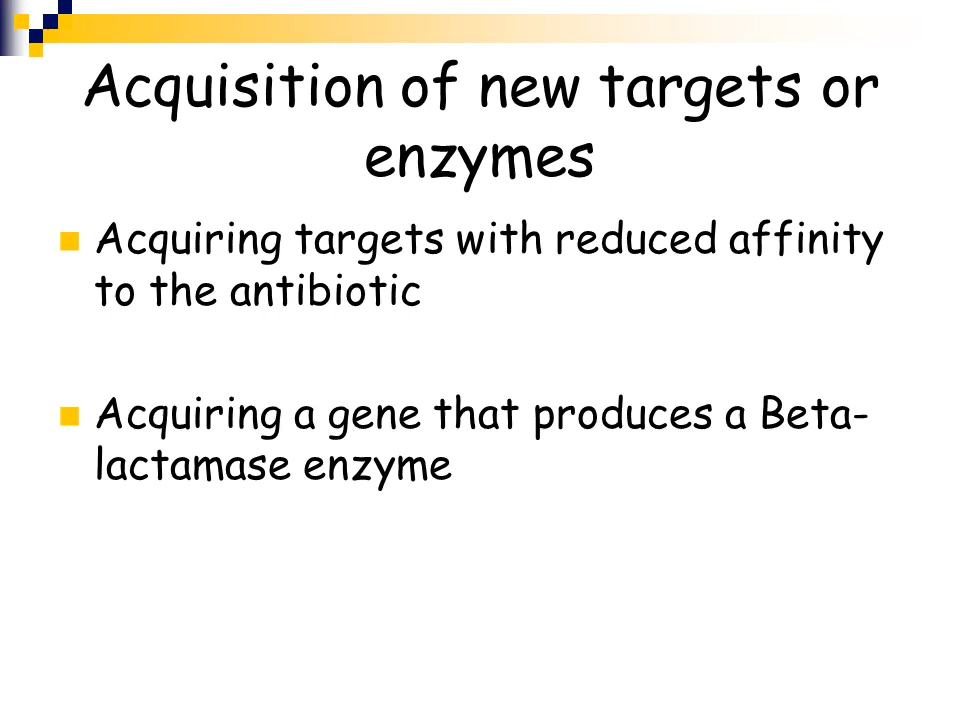 Acquisition of new targets or
enzymes
Acquiring targets with reduced affinity
to the antibiotic
Acquiring a gene that produces a Beta-
lactamase enzyme